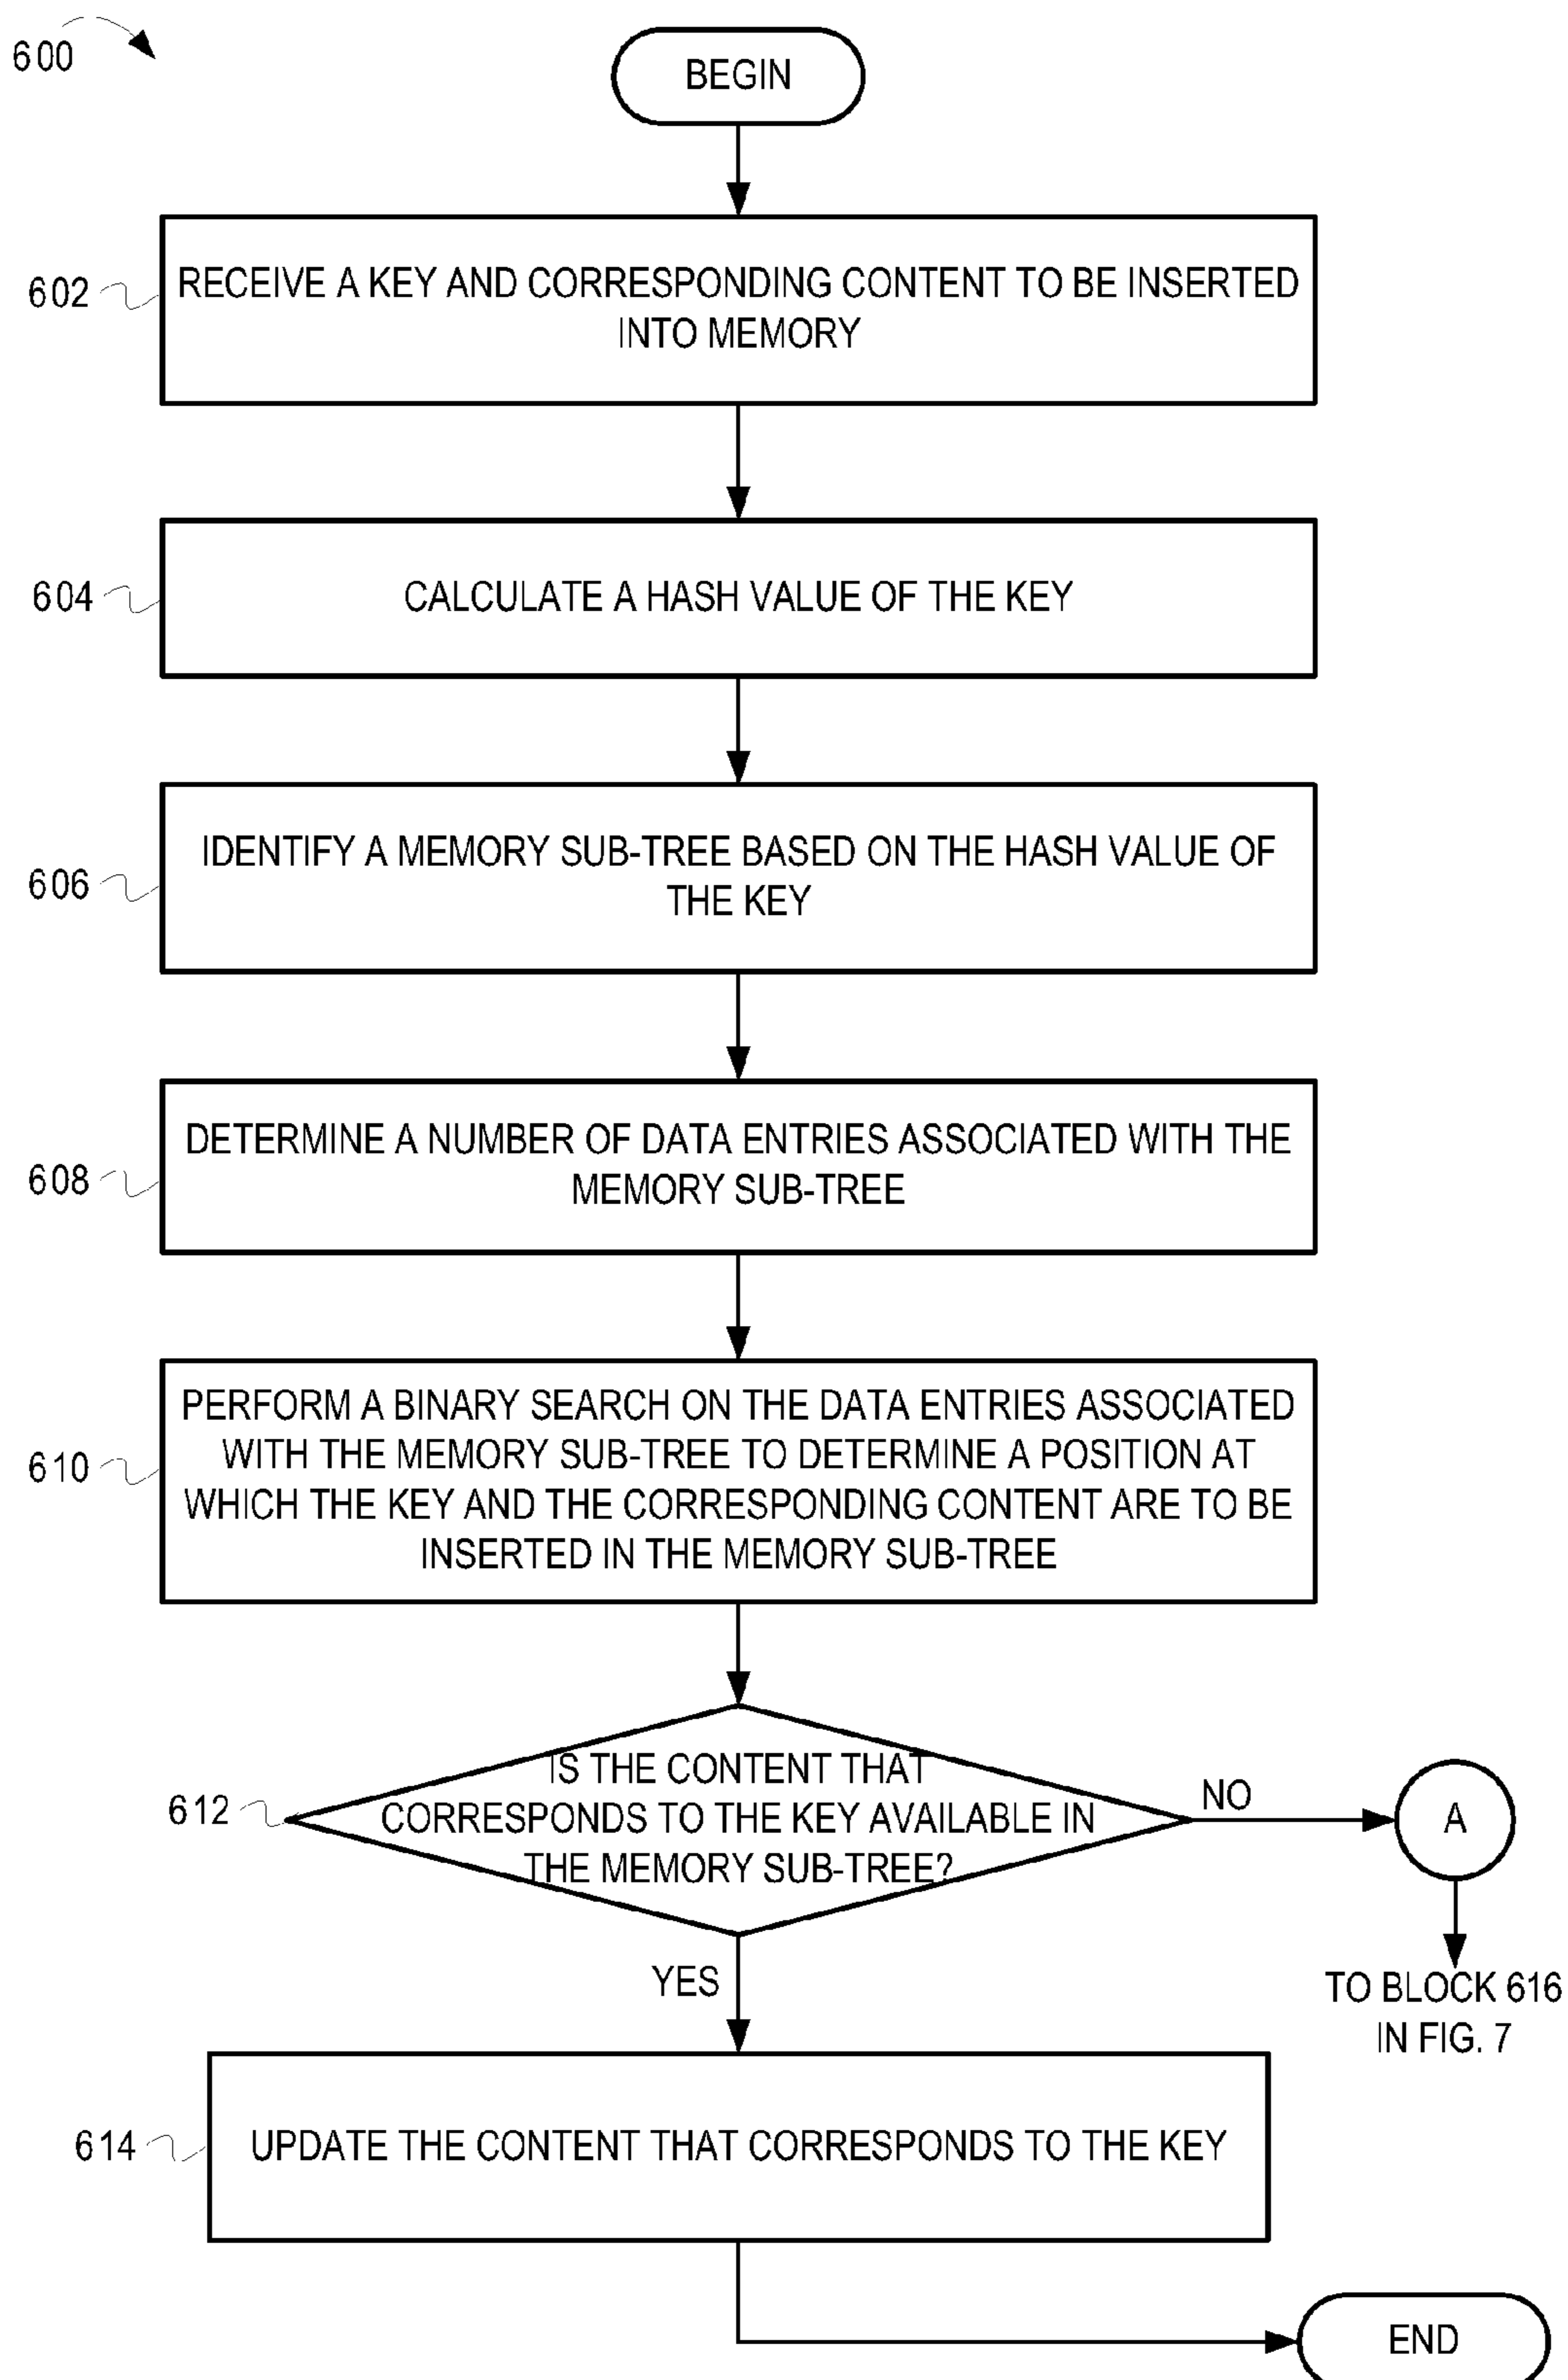 600
BEGIN
602
RECEIVE A KEY AND CORRESPONDING CONTENT TO BE INSERTED
INTO MEMORY
604
CALCULATE A HASH VALUE OF THE KEY
606
IDENTIFY A MEMORY SUB-TREE BASED ON THE HASH VALUE OF
THE KEY
608
DETERMINE A NUMBER OF DATA ENTRIES ASSOCIATED WITH THE
MEMORY SUB-TREE
610
PERFORM A BINARY SEARCH ON THE DATA ENTRIES ASSOCIATED
WITH THE MEMORY SUB-TREE TO DETERMINE A POSITION AT
WHICH THE KEY AND THE CORRESPONDING CONTENT ARE TO BE
INSERTED IN THE MEMORY SUB-TREE
612
IS THE CONTENT THAT
CORRESPONDS TO THE KEY AVAILABLE IN
THE MEMORY SUB-TREE?
NO
A
TO BLOCK 616
IN FIG. 7
YES
614
UPDATE THE CONTENT THAT CORRESPONDS TO THE KEY
END